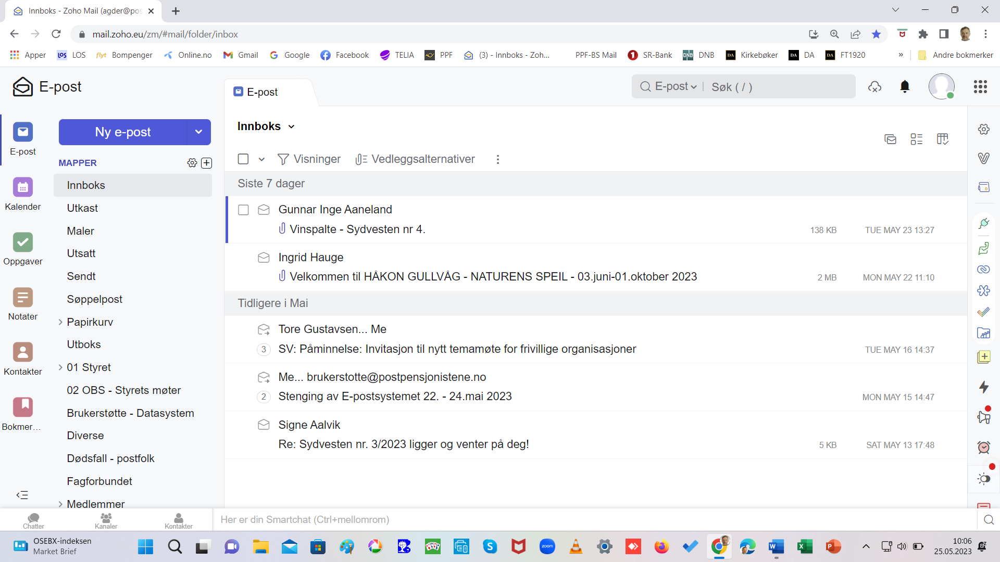 Innboks - Zoho Mail (agder@pos
mail.zoho.eu/zm/#mail/folder/inbox
Apper LOS LOS flyt Bompenger Online.no Gmail Google Facebook TELIA PPF (3) - Innboks - Zoh... PPF-BS Mail 1 SR-Bank DNB DNB DA Kirkebøker DA DA DA FT1920 » Andre bokmerker
E-post
E-post
E-post
Søk ( / )
E-post
Kalender
Oppgaver
Notater
Kontakter
Bokmer...
Ny e-post
MAPPER
Innboks
Utkast
Maler
Utsatt
Sendt
Søppelpost
Papirkurv
Utboks
01 Styret
02 OBS - Styrets møter
Brukerstøtte - Datasystem
Diverse
Dødsfall - postfolk
Fagforbundet
Medlemmer
Innboks
Visninger Vedleggsalternativer
Siste 7 dager
Gunnar Inge Aaneland
Vinspalte - Sydvesten nr 4. 138 KB TUE MAY 23 13:27
Ingrid Hauge
Velkommen til HÅKON GULLVÅG - NATURENS SPEIL - 03.juni-01.oktober 2023 2 MB MON MAY 22 11:10
Tidligere i Mai
Tore Gustavsen... Me
3 SV: Påminnelse: Invitasjon til nytt temamøte for frivillige organisasjoner TUE MAY 16 14:37
Me... brukerstotte@postpensjonistene.no
2 Stenging av E-postsystemet 22. - 24.mai 2023 MON MAY 15 14:47
Signe Aalvik
Re: Sydvesten nr. 3/2023 ligger og venter på deg! 5 KB SAT MAY 13 17:48
Chatter Kanaler Kontakter
Her er din Smartchat (Ctrl+mellomrom)
OSEBX-indeksen
Market Brief
zoom
10:06
25.05.2023